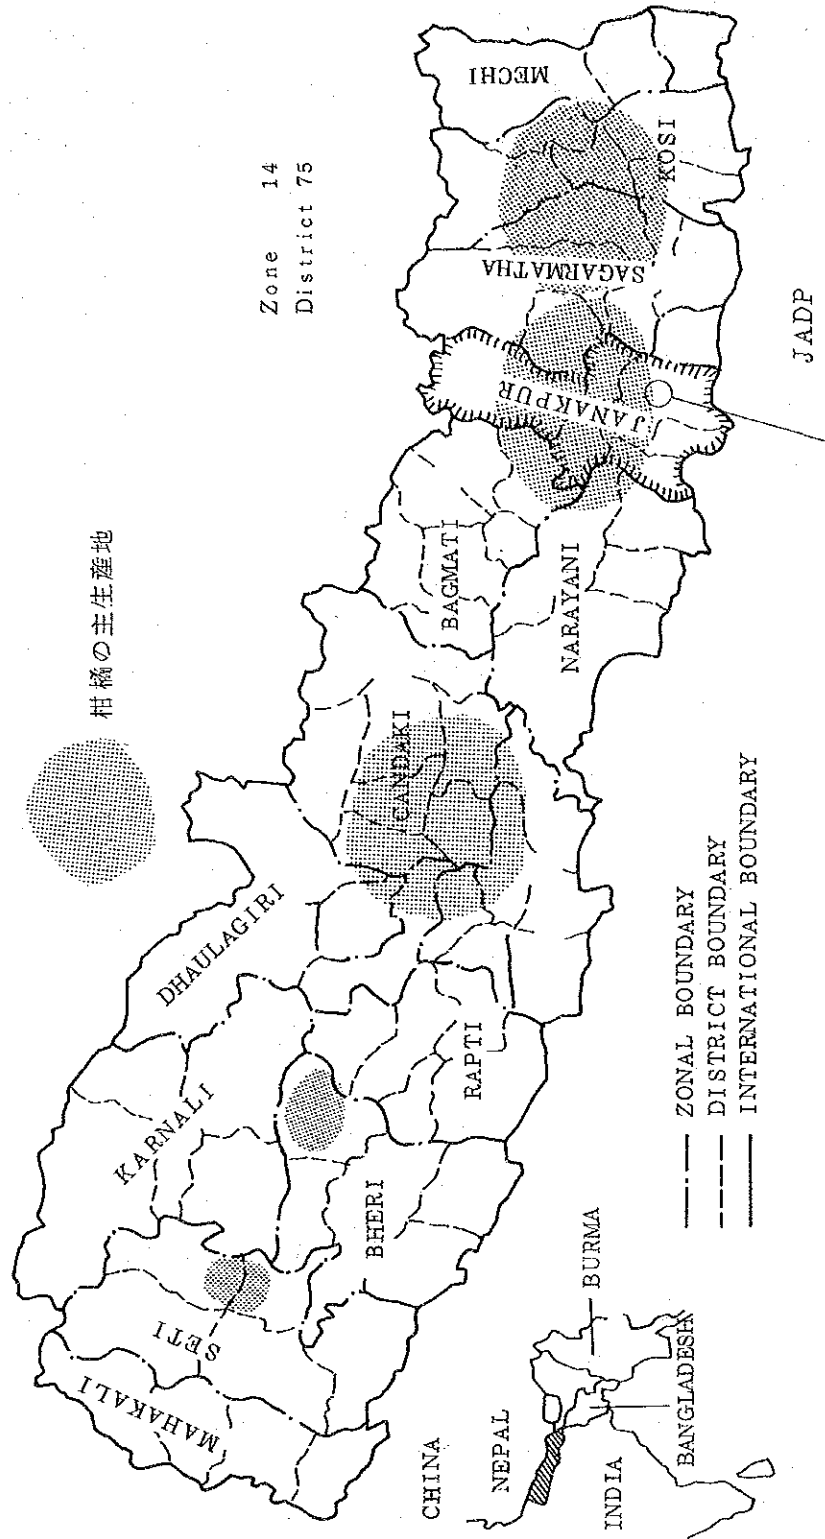 柑橘の主生産地
Zone 14
District 75
MAHAKALI
SETI
KARNALI
DHAULAGIRI
BHERI
RAPTI
GANDAKI
BAGMATI
NARAYANI
JANAKPUR
SAGARMATHA
KOSI
MECHI
JADP
CHINA
NEPAL
INDIA
BURMA
BANGLADESH
ZONAL BOUNDARY
DISTRICT BOUNDARY
INTERNATIONAL BOUNDARY